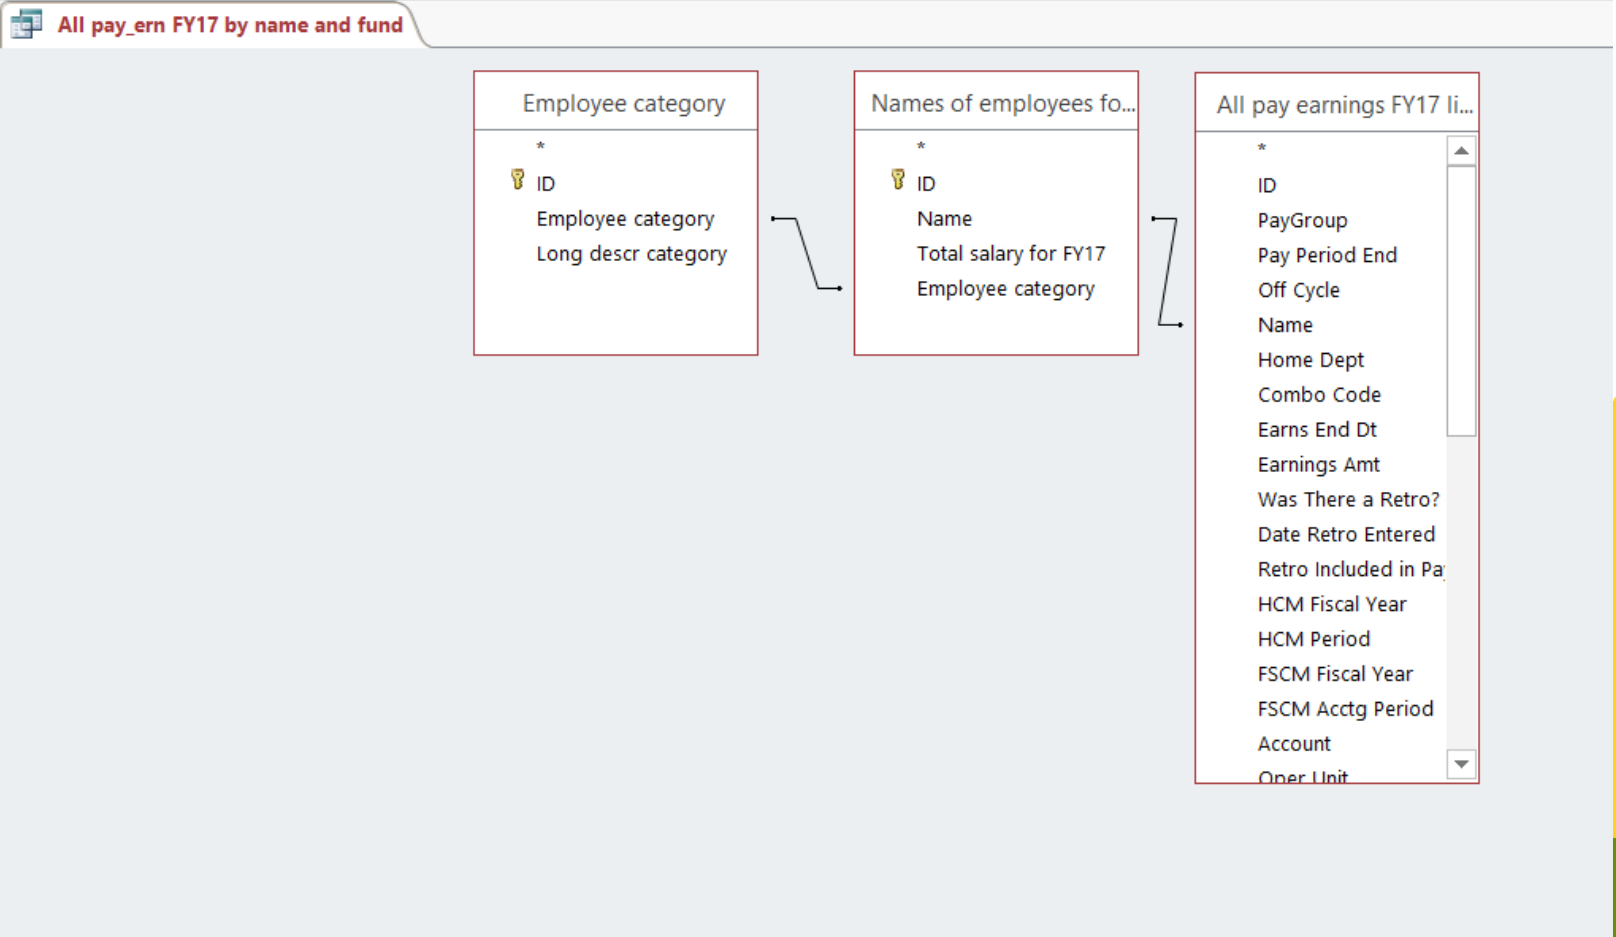 All pay_ern FY17 by name and fund
Employee category
*
ID
Employee category
Long descr category
Names of employees fo...
*
ID
Name
Total salary for FY17
Employee category
All pay earnings FY17 li...
*
ID
PayGroup
Pay Period End
Off Cycle
Name
Home Dept
Combo Code
Earns End Dt
Earnings Amt
Was There a Retro?
Date Retro Entered
Retro Included in Pa
HCM Fiscal Year
HCM Period
FSCM Fiscal Year
FSCM Acctg Period
Account
Oper Unit